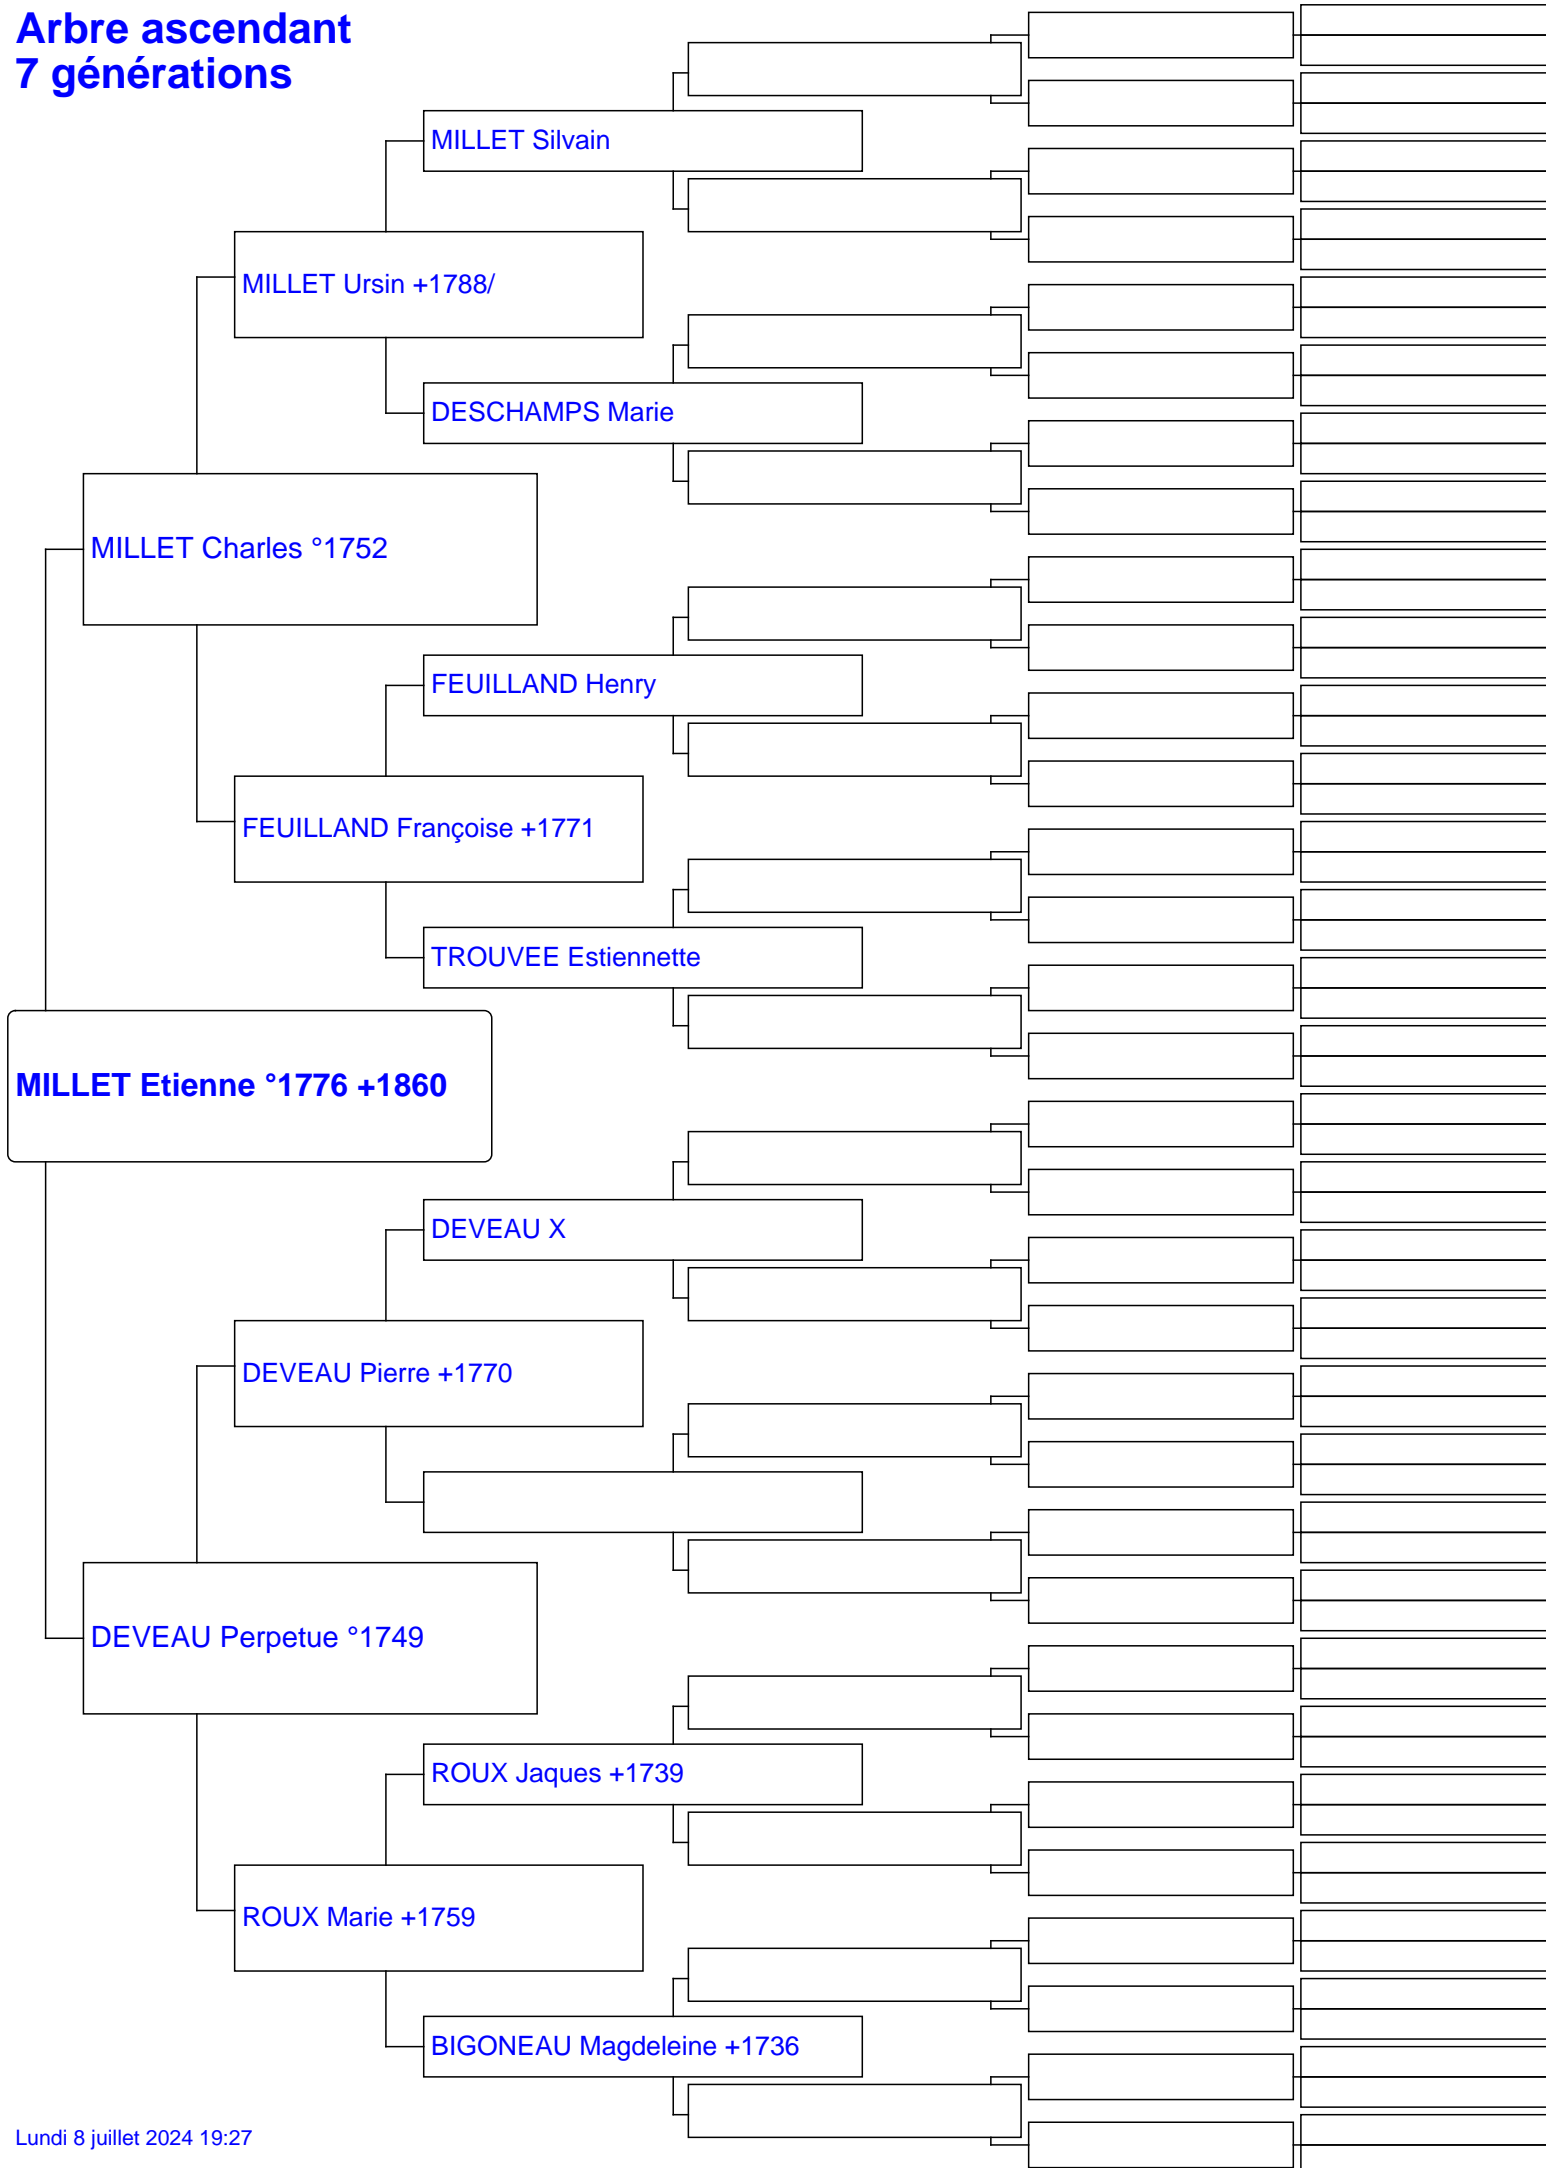 Arbre ascendant
7 générations
MILLET Silvain
MILLET Ursin +1788/
DESCHAMPS Marie
MILLET Charles °1752
FEUILLAND Henry
FEUILLAND Françoise +1771
TROUVEE Estiennette
MILLET Etienne °1776 +1860
DEVEAU X
DEVEAU Pierre +1770
DEVEAU Perpetue °1749
ROUX Jaques +1739
ROUX Marie +1759
BIGONEAU Magdeleine +1736
Lundi 8 juillet 2024 19:27